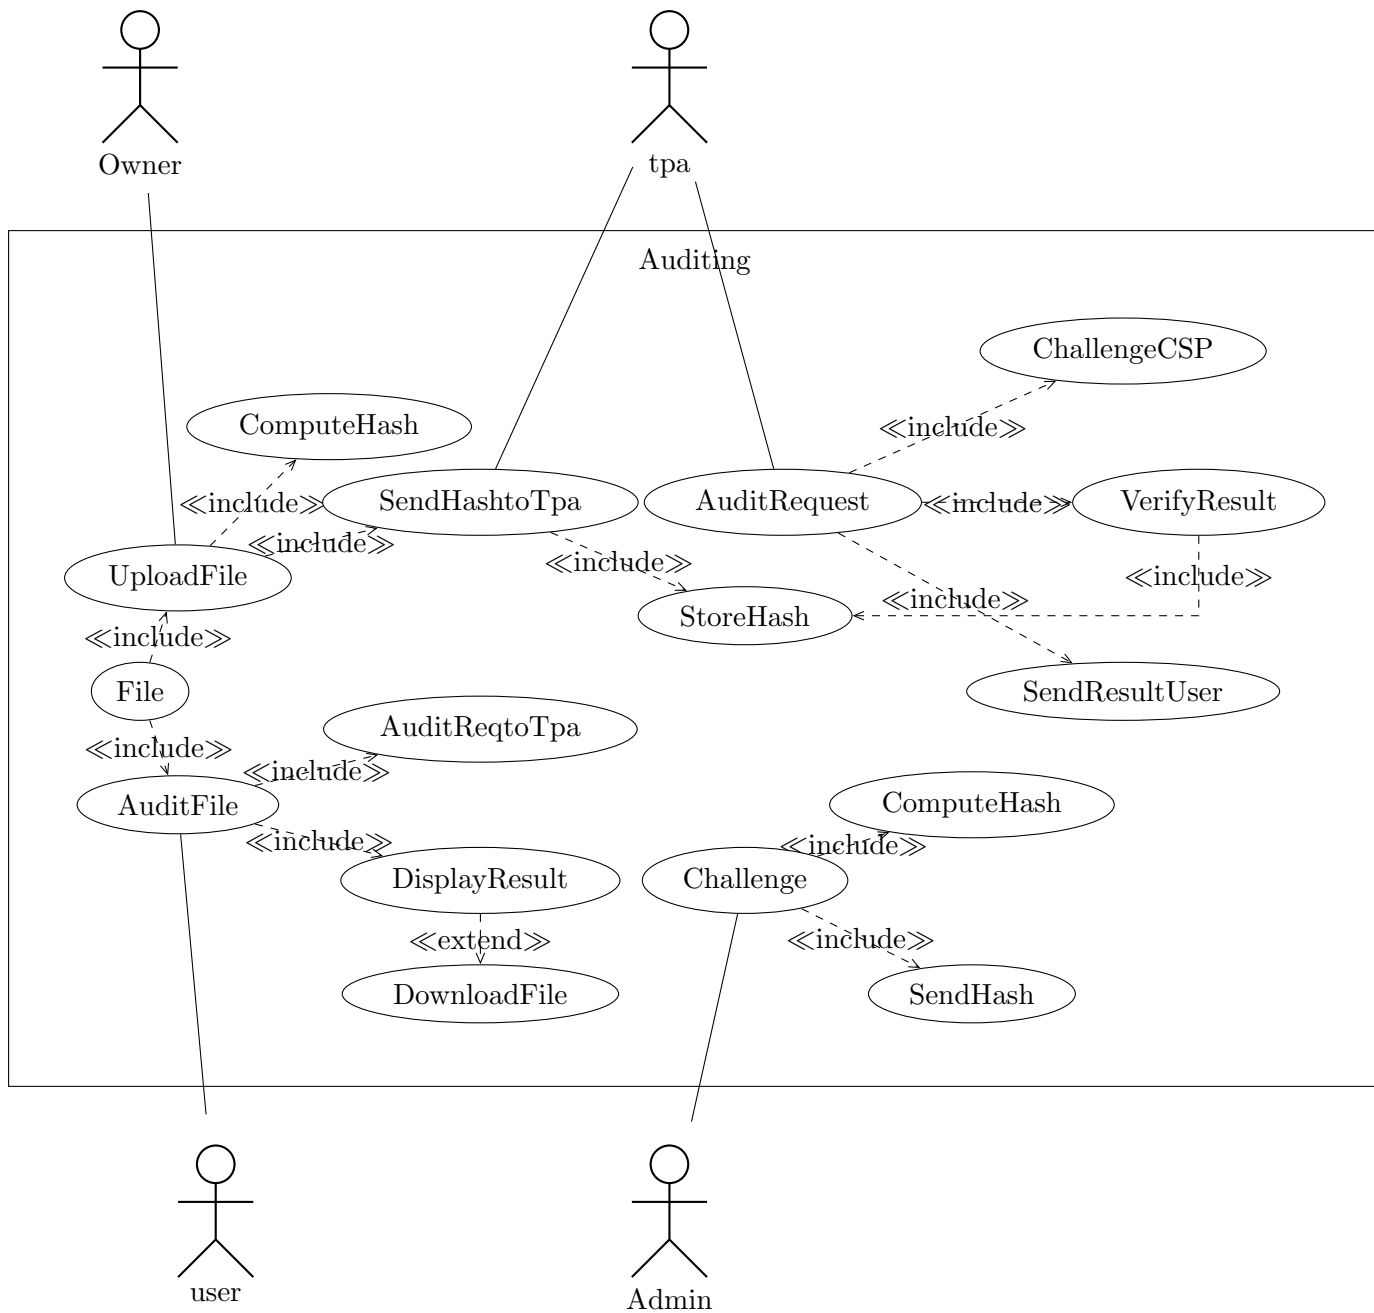 Owner
tpa
Auditing
ChallengeCSP
ComputeHash
≪include≫
≪include≫
SendHashtoTpa
AuditRequest
≪include≫
VerifyResult
≪include≫
≪include≫
≪include≫
UploadFile
≪include≫
≪include≫
StoreHash
≪include≫
File
SendResultUser
AuditReqtoTpa
≪include≫
≪include≫
AuditFile
ComputeHash
≪include≫
≪include≫
DisplayResult
Challenge
≪extend≫
≪include≫
DownloadFile
SendHash
user
Admin